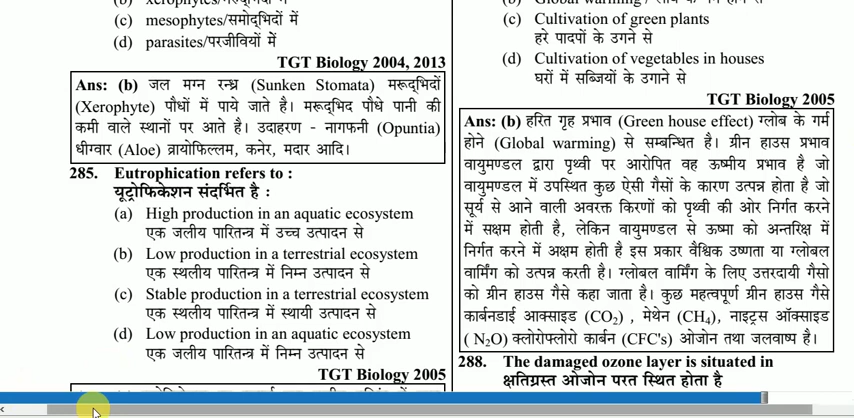 (c) mesophytes/समोद्भिदों में
(d) parasites/परजीवियों में
TGT Biology 2004, 2013
Ans: (b) जल मग्न रन्ध्र (Sunken Stomata) मरूद्भिदों
(Xerophyte) पौधों में पाये जाते है। मरूद्भिद पौधे पानी की
कमी वाले स्थानों पर आते है। उदाहरण - नागफनी (Opuntia)
धीग्वार (Aloe) ब्रायोफिल्लम, कनेर, मदार आदि।
285. Eutrophication refers to :
यूट्रोफिकेशन संदर्भित है :
(a) High production in an aquatic ecosystem
एक जलीय पारितन्त्र में उच्च उत्पादन से
(b) Low production in a terrestrial ecosystem
एक स्थलीय पारितन्त्र में निम्न उत्पादन से
(c) Stable production in a terrestrial ecosystem
एक स्थलीय पारितन्त्र में स्थायी उत्पादन से
(d) Low production in an aquatic ecosystem
एक जलीय पारितन्त्र में निम्न उत्पादन से
TGT Biology 2005
(c) Cultivation of green plants
हरे पादपों के उगने से
(d) Cultivation of vegetables in houses
घरों में सब्जियों के उगाने से
TGT Biology 2005
Ans: (b) हरित गृह प्रभाव (Green house effect) ग्लोब के गर्म
होने (Global warming) से सम्बन्धित है। ग्रीन हाउस प्रभाव
वायुमण्डल द्वारा पृथ्वी पर आरोपित वह ऊष्मीय प्रभाव है जो
वायुमण्डल में उपस्थित कुछ ऐसी गैसों के कारण उत्पन्न होता है जो
सूर्य से आने वाली अवरक्त किरणों को पृथ्वी की ओर निर्गत करने
में सक्षम होती है, लेकिन वायुमण्डल से ऊष्मा को अन्तरिक्ष में
निर्गत करने में अक्षम होती है इस प्रकार वैश्विक उष्णता या ग्लोबल
वार्मिंग को उत्पन्न करती है। ग्लोबल वार्मिंग के लिए उत्तरदायी गैसो
को ग्रीन हाउस गैसे कहा जाता है। कुछ महत्वपूर्ण ग्रीन हाउस गैसे
कार्बनडाई आक्साइड (CO₂) , मेथेन (CH₄), नाइट्रस ऑक्साइड
( N₂O) क्लोरोफ्लोरो कार्बन (CFC's) ओजोन तथा जलवाष्प है।
288. The damaged ozone layer is situated in
क्षतिग्रस्त ओजोन परत स्थित होता है